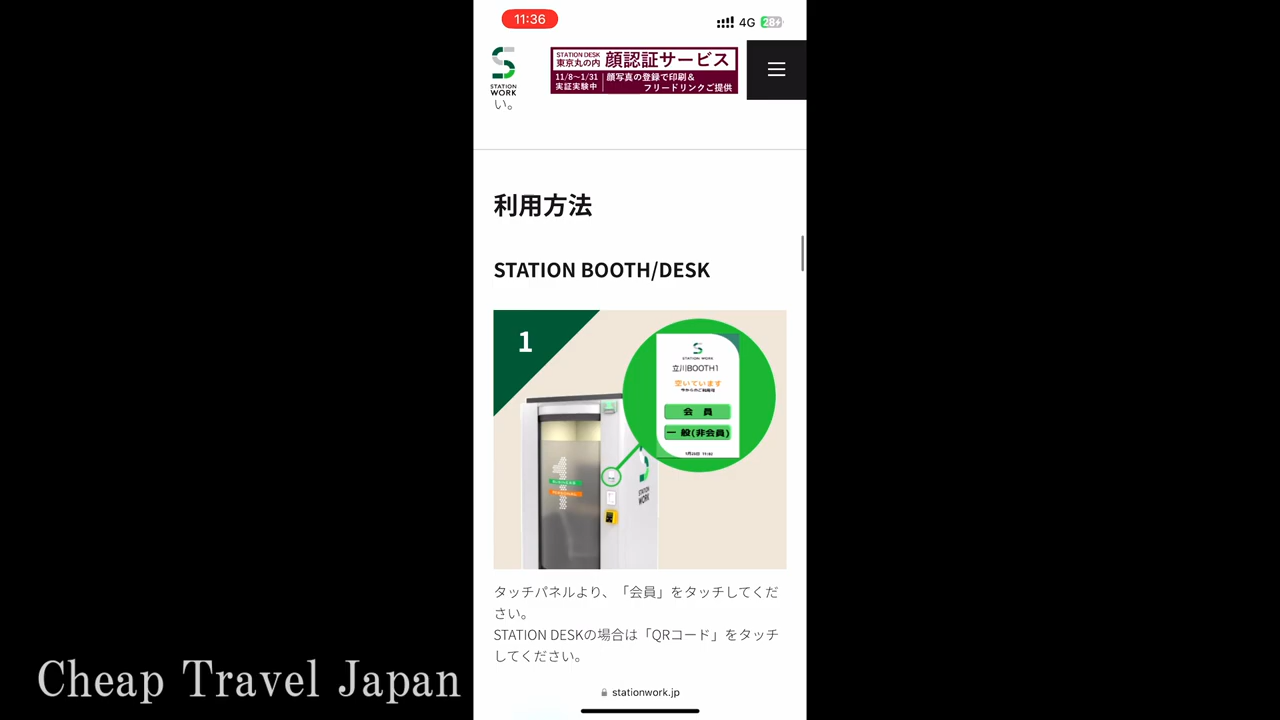 11:36
4G
28
STATION WORK
STATION DESK
東京丸の内
顔認証サービス
11/8～1/31
実証実験中
顔写真の登録で印刷＆
フリードリンクご提供
い。
利用方法
STATION BOOTH/DESK
1
STATION WORK
立川BOOTH1
空いています
会 員
一 般(非会員)
STATION
WORK
タッチパネルより、「会員」をタッチしてくだ
さい。
STATION DESKの場合は「QRコード」をタッチ
してください。
Cheap Travel Japan
stationwork.jp